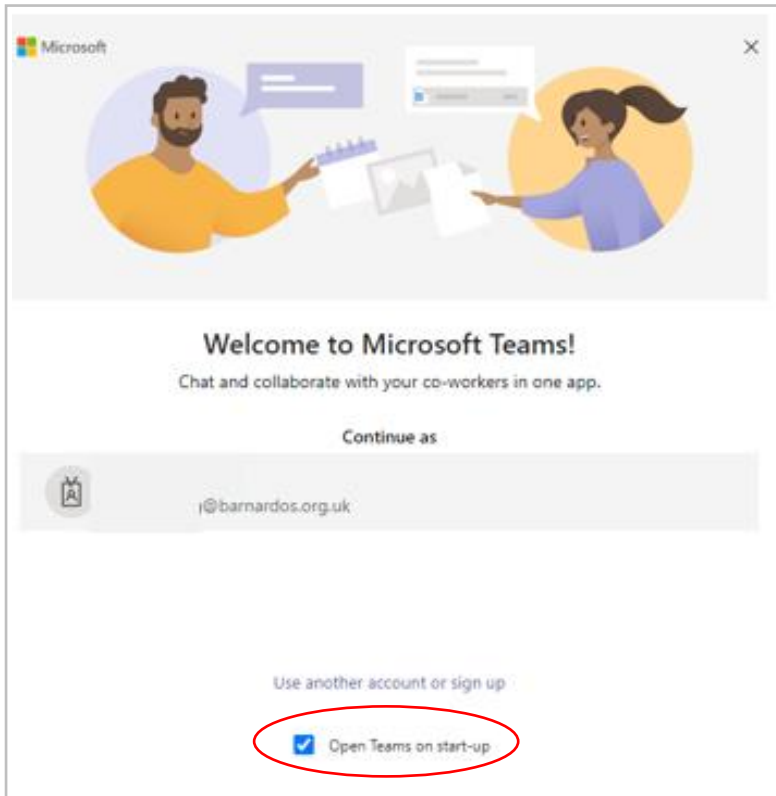 Microsoft
Welcome to Microsoft Teams!
Chat and collaborate with your co-workers in one app.
Continue as
@barnardos.org.uk
Use another account or sign up
Open Teams on start-up